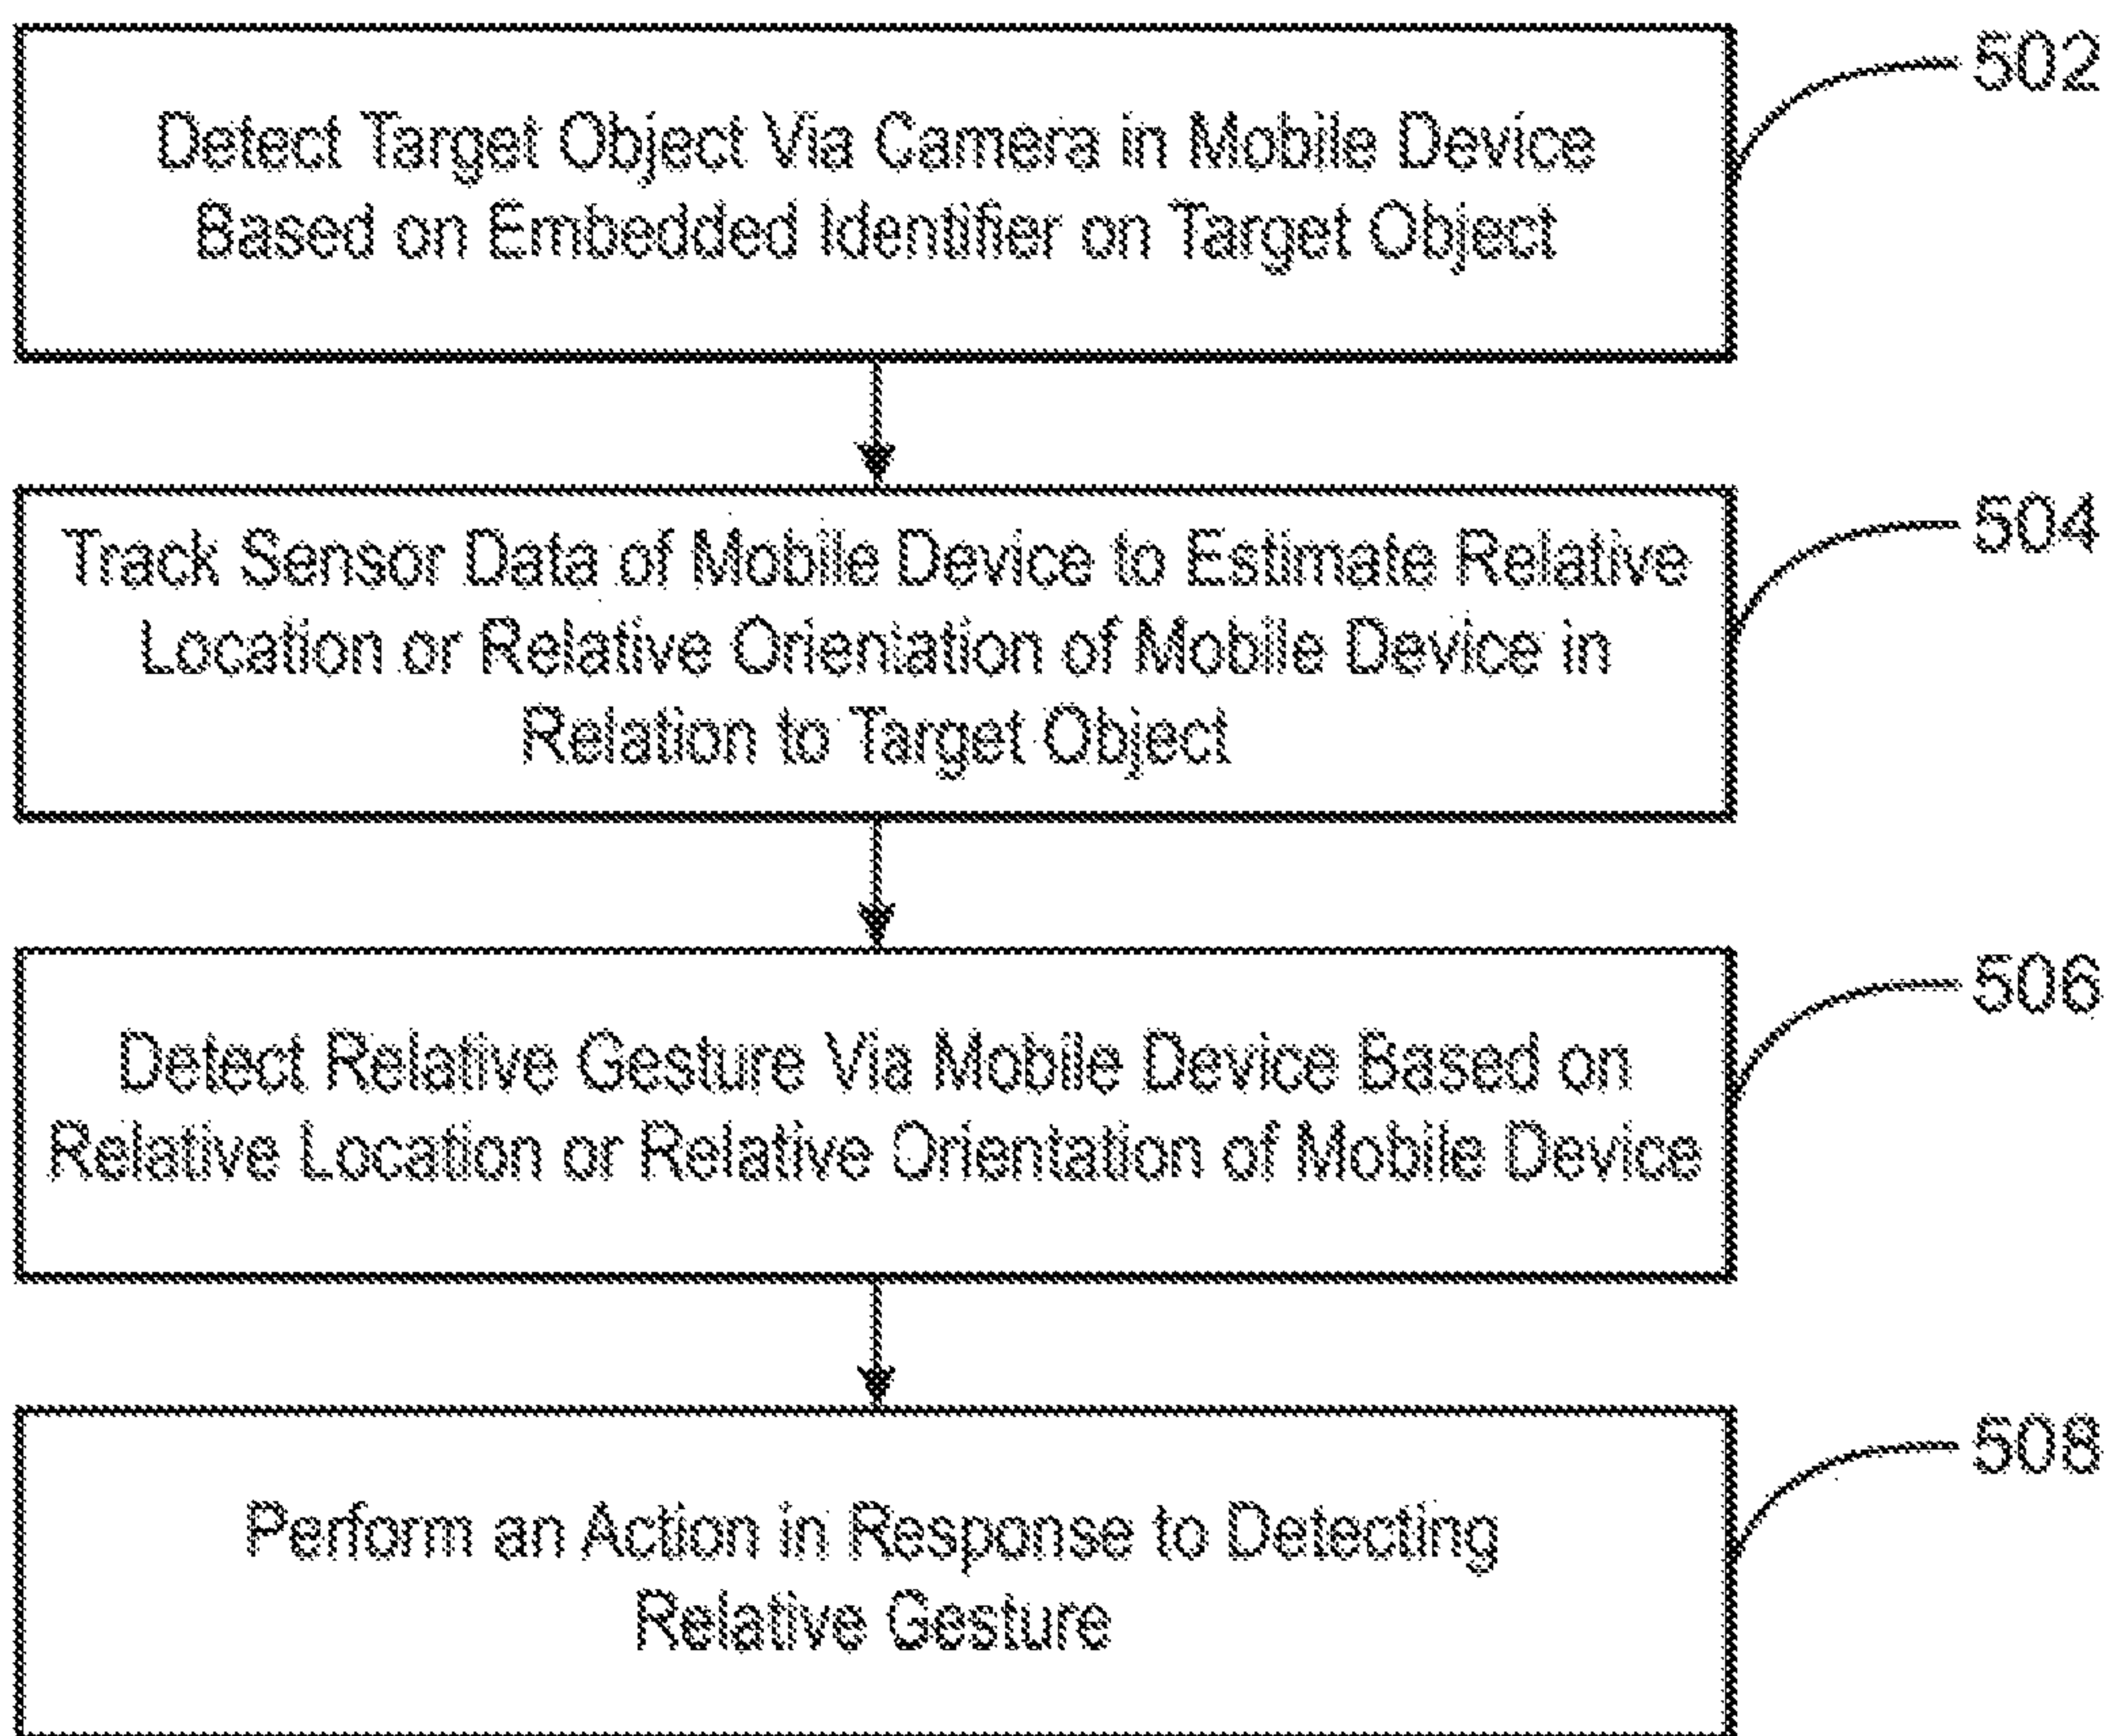 502
Detect Target Object Via Camera in Mobile Device
Based on Embedded Identifier on Target Object
504
Track Sensor Data of Mobile Device to Estimate Relative
Location or Relative Orientation of Mobile Device in
Relation to Target Object
506
Detect Relative Gesture Via Mobile Device Based on
Relative Location or Relative Orientation of Mobile Device
508
Perform an Action in Response to Detecting
Relative Gesture